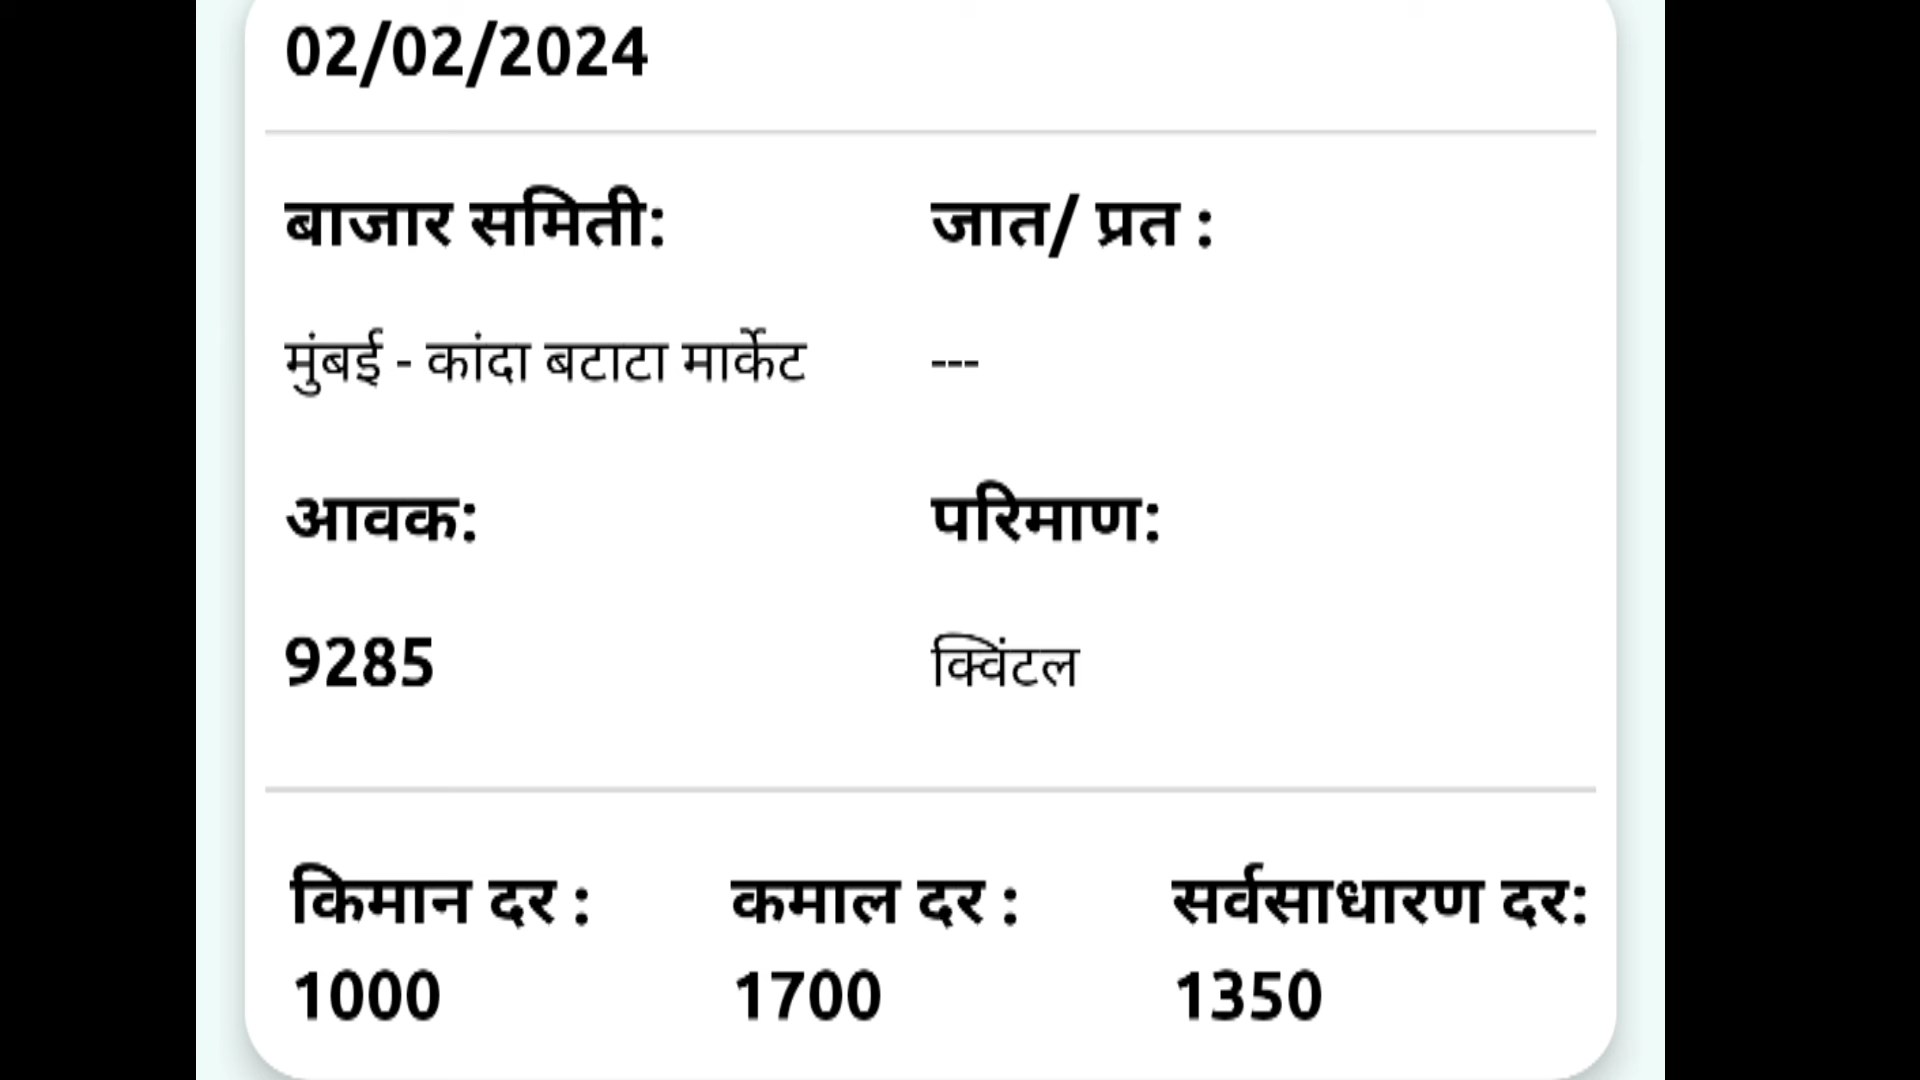 02/02/2024
बाजार समिती: जात/ प्रत :
मुंबई - कांदा बटाटा मार्केट ---
आवक: परिमाण:
9285 क्विंटल
किमान दर : कमाल दर : सर्वसाधारण दर:
1000 1700 1350